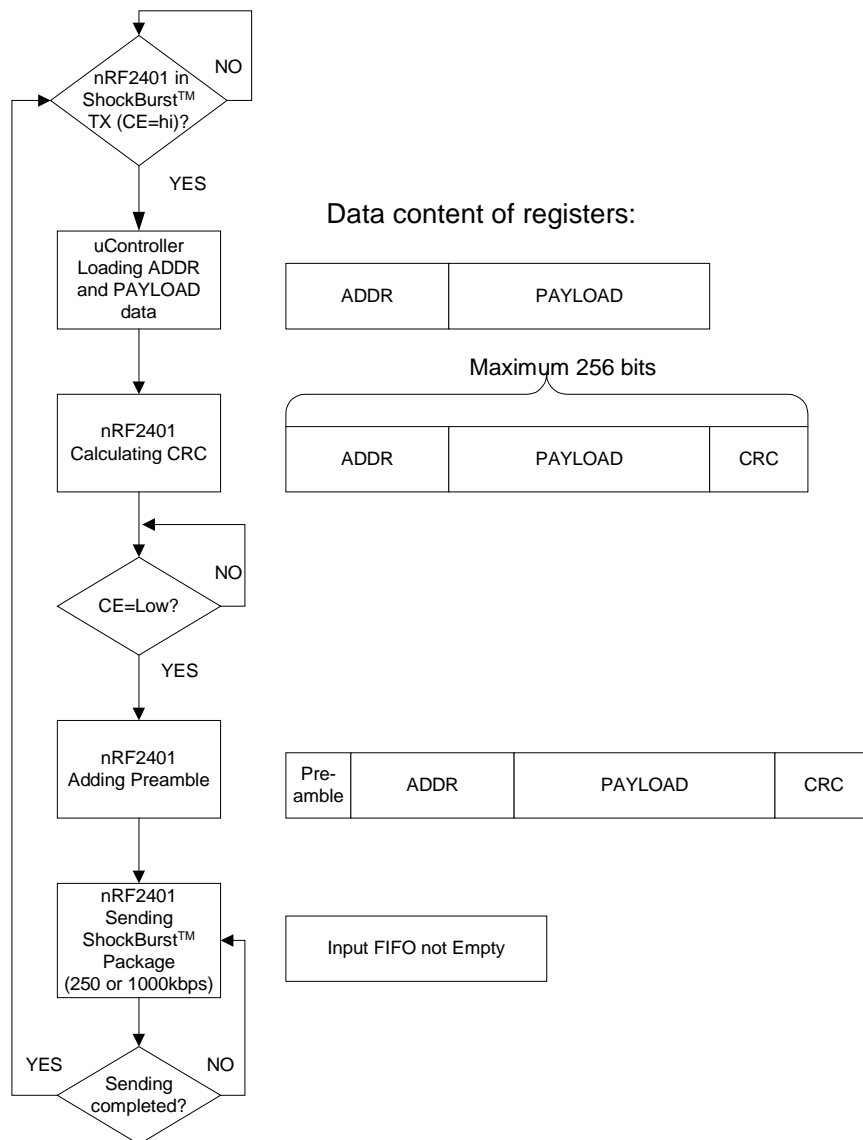 nRF2401 in
ShockBurst™
TX (CE=hi)?
NO
YES
Data content of registers:
uController
Loading ADDR
and PAYLOAD
data
ADDR
PAYLOAD
Maximum 256 bits
nRF2401
Calculating CRC
ADDR
PAYLOAD
CRC
NO
CE=Low?
YES
nRF2401
Adding Preamble
Pre-
amble
ADDR
PAYLOAD
CRC
nRF2401
Sending
ShockBurst™
Package
(250 or 1000kbps)
Input FIFO not Empty
YES
NO
Sending
completed?